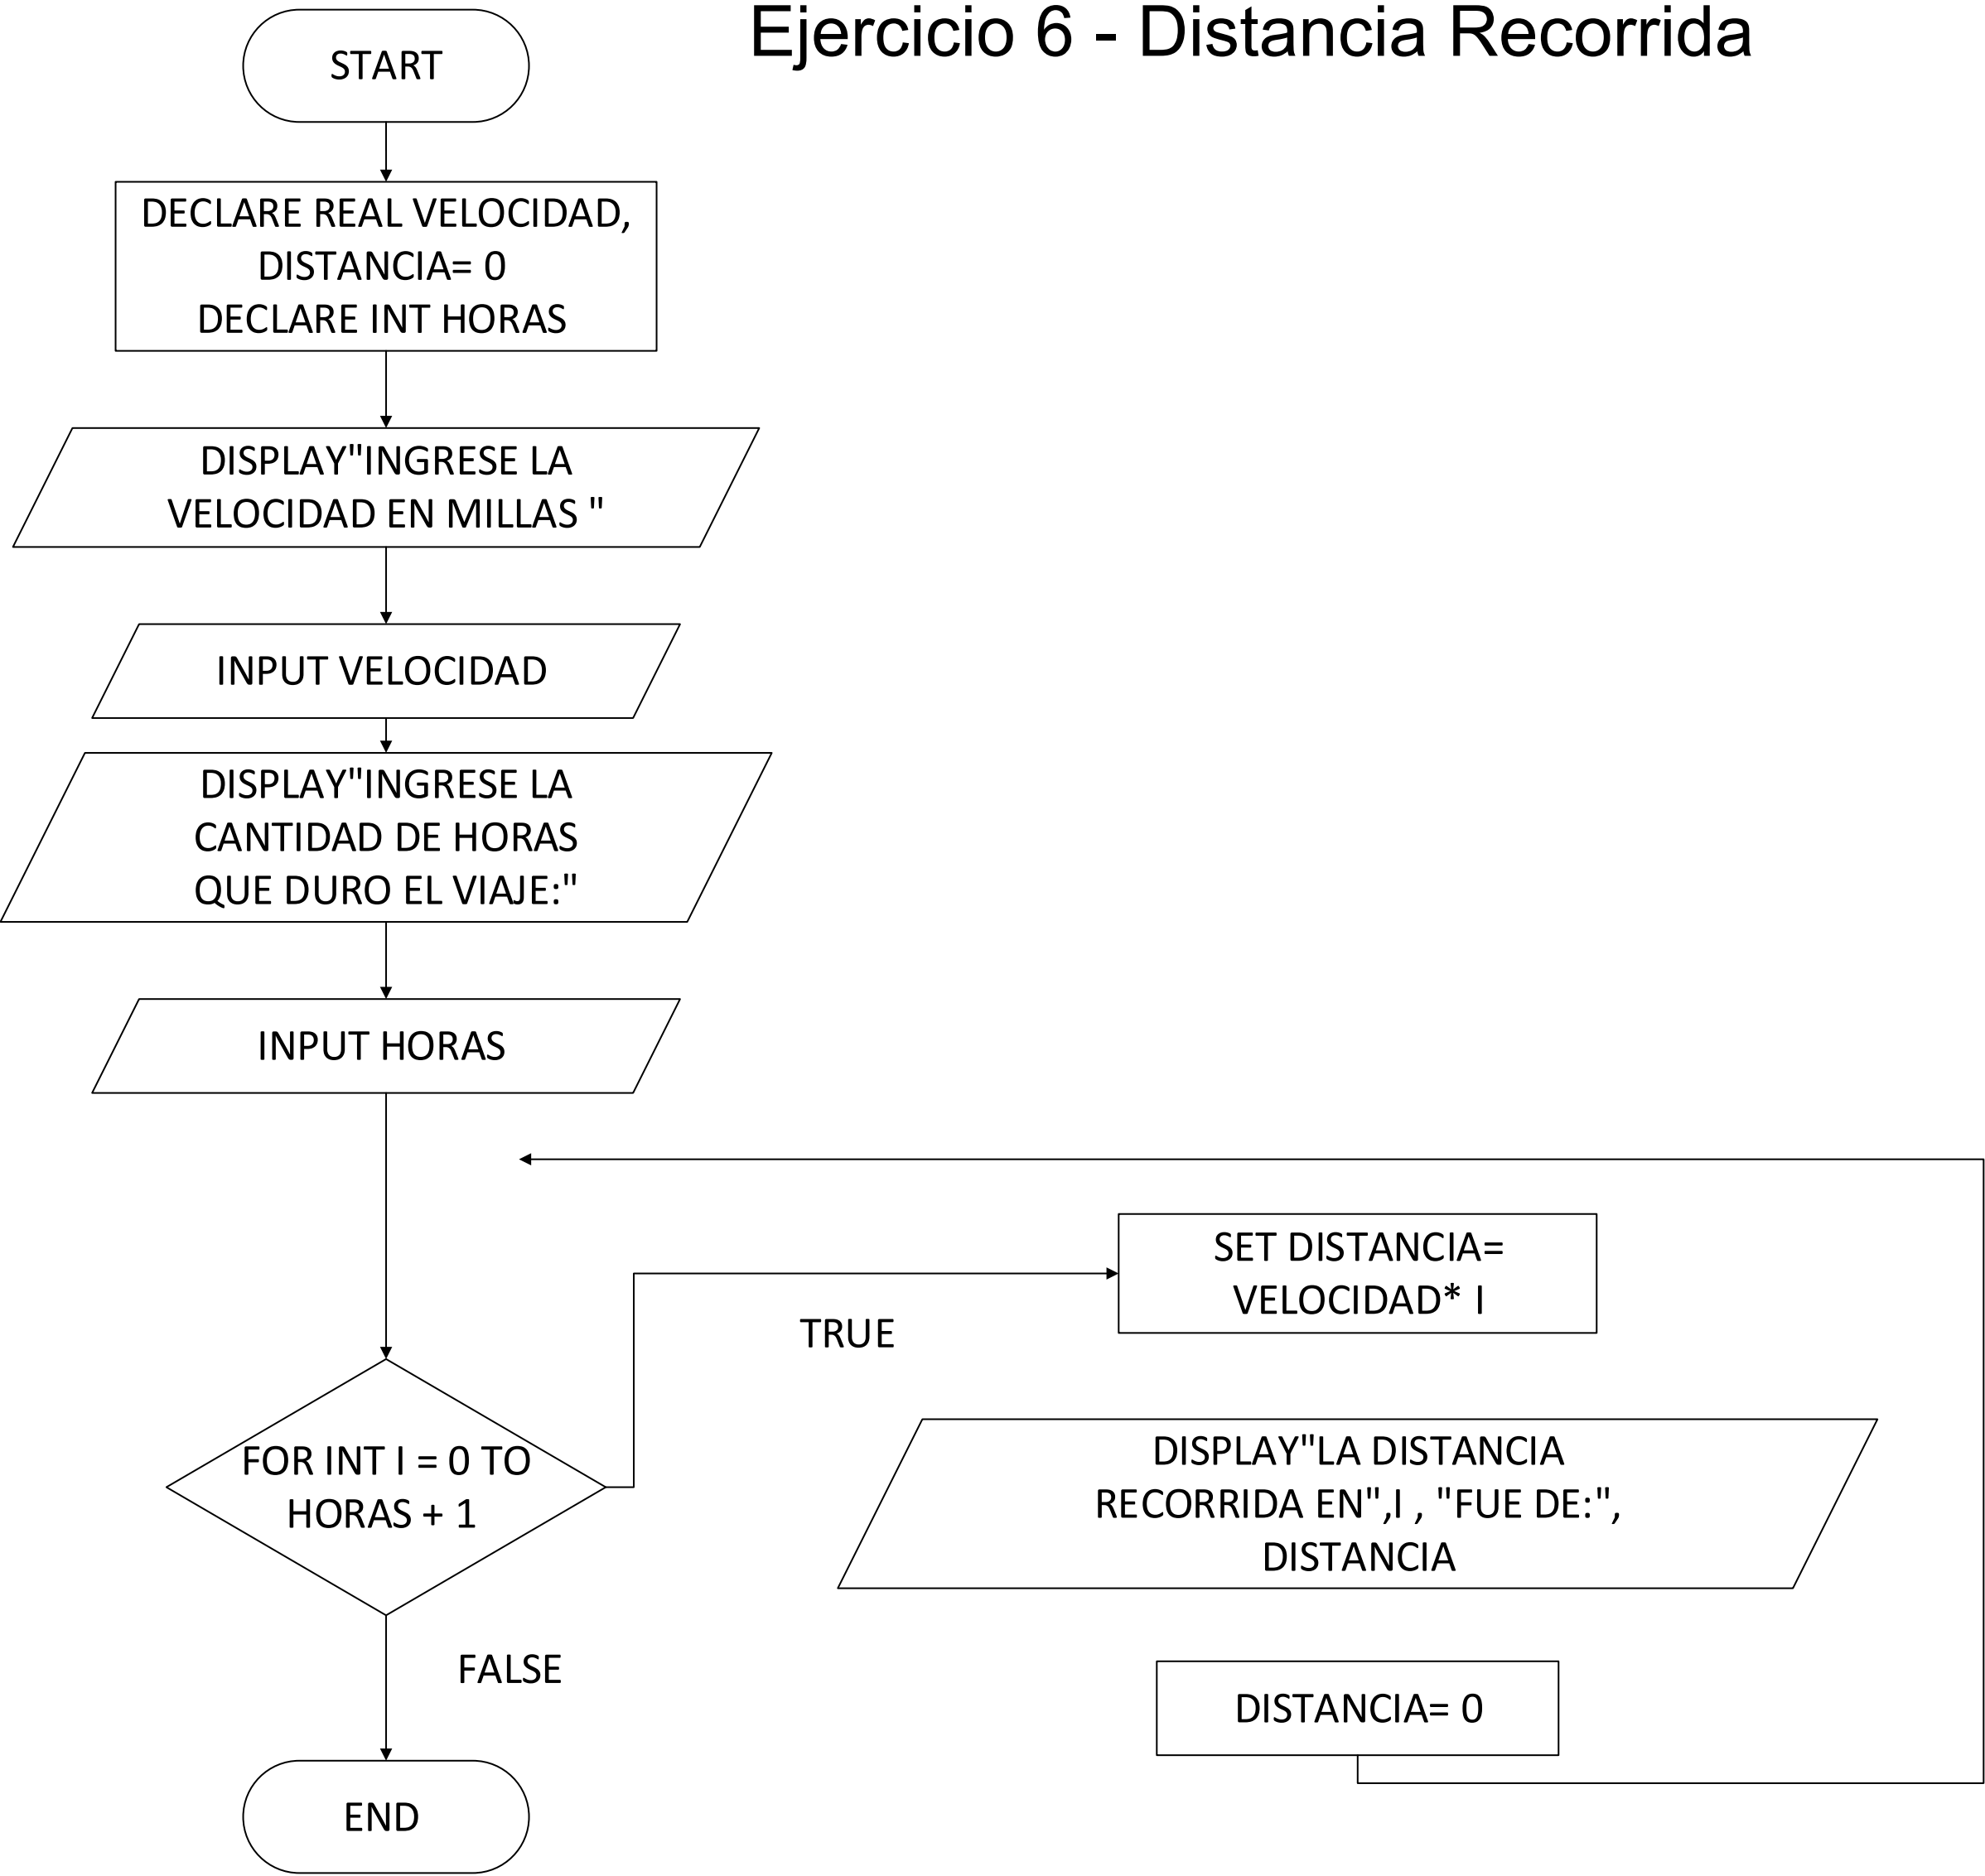 Ejercicio 6 - Distancia Recorrida
START
DECLARE REAL VELOCIDAD,
DISTANCIA= 0
DECLARE INT HORAS
DISPLAY"INGRESE LA
VELOCIDAD EN MILLAS "
INPUT VELOCIDAD
DISPLAY"INGRESE LA
CANTIDAD DE HORAS
QUE DURO EL VIAJE:"
INPUT HORAS
FOR INT I = 0 TO
HORAS + 1
TRUE
SET DISTANCIA=
VELOCIDAD* I
DISPLAY"LA DISTANCIA
RECORRIDA EN",I , "FUE DE:",
DISTANCIA
DISTANCIA= 0
FALSE
END